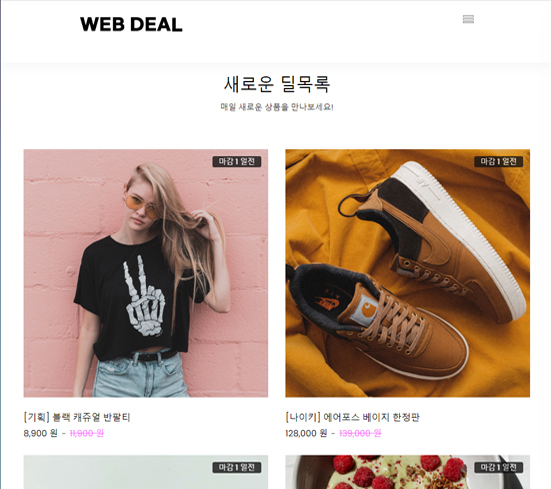 WEB DEAL
새로운 딜목록
매일 새로운 상품을 만나보세요!
마감 1 일전
마감 1 일전
[기획] 블랙 캐쥬얼 반팔티
8,900 원 - 11,900 원
[나이키] 에어포스 베이지 한정판
128,000 원 - 139,000 원
마감 1 일전
마감 1 일전